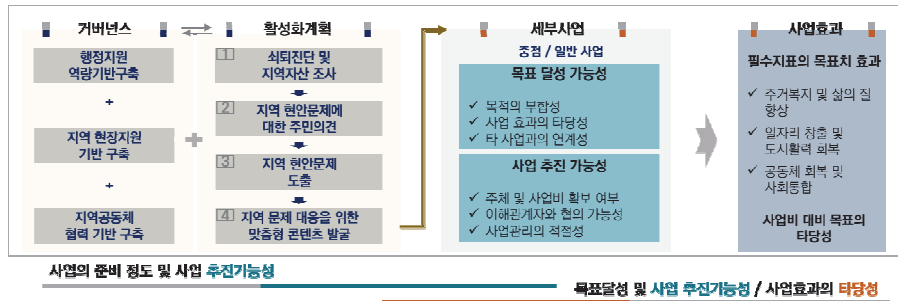 거버넌스
행정지원
역량기반구축
+
지역 현장지원
기반 구축
+
지역공동체
협력 기반 구축
활성화계획
1 쇠퇴진단 및
지역자산 조사
2 지역 현안문제에
대한 주민의견
3 지역 현안문제
도출
4 지역 문제 대응을 위한
맞춤형 콘텐츠 발굴
세부사업
중점 / 일반 사업
목표 달성 가능성
✓ 목적의 부합성
✓ 사업 효과의 타당성
✓ 타 사업과의 연계성
사업 추진 가능성
✓ 주체 및 사업비 확보 여부
✓ 이해관계자와 협의 가능성
✓ 사업관리의 적절성
사업효과
필수지표의 목표치 효과
✓ 주거복지 및 삶의 질
향상
✓ 일자리 창출 및
도시활력 회복
✓ 공동체 회복 및
사회통합
사업비 대비 목표의
타당성
사업의 준비 정도 및 사업 추진가능성
목표달성 및 사업 추진가능성 / 사업효과의 타당성